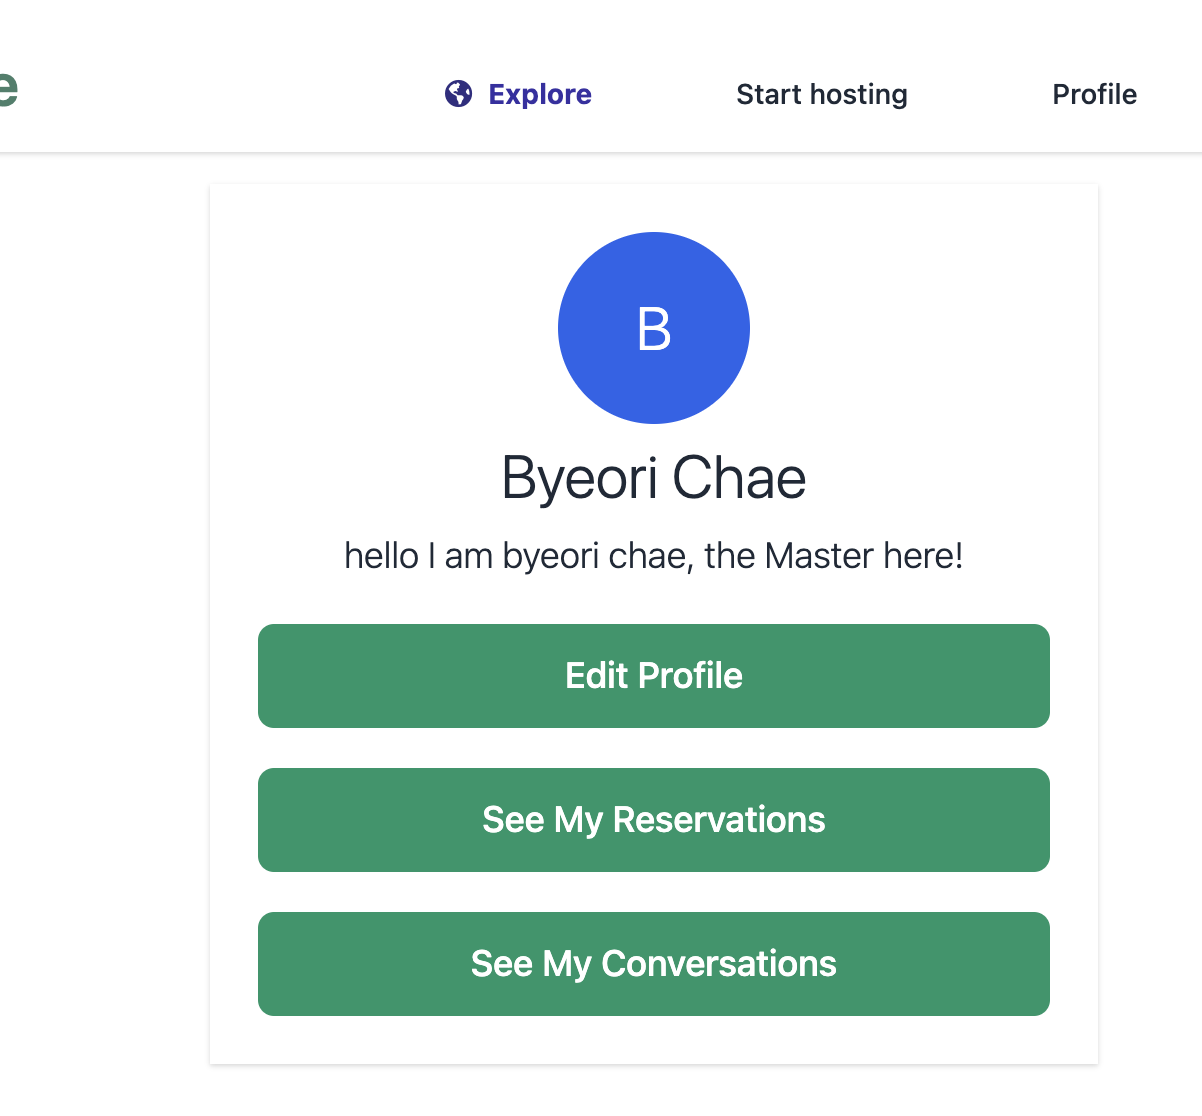 e
Explore
Start hosting
Profile
B
Byeori Chae
hello I am byeori chae, the Master here!
Edit Profile
See My Reservations
See My Conversations